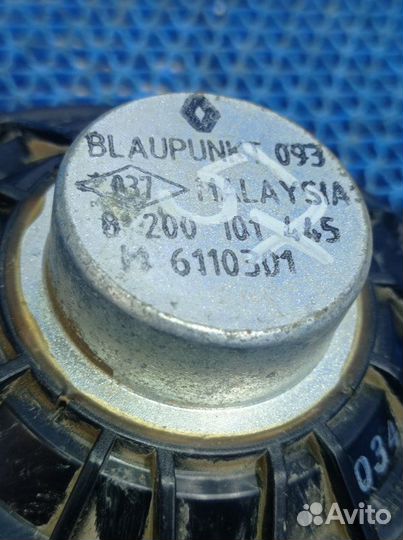 BLAUPUNKT 093
037 MALAYSIA
8 200 101 445
6110301
034
Avito